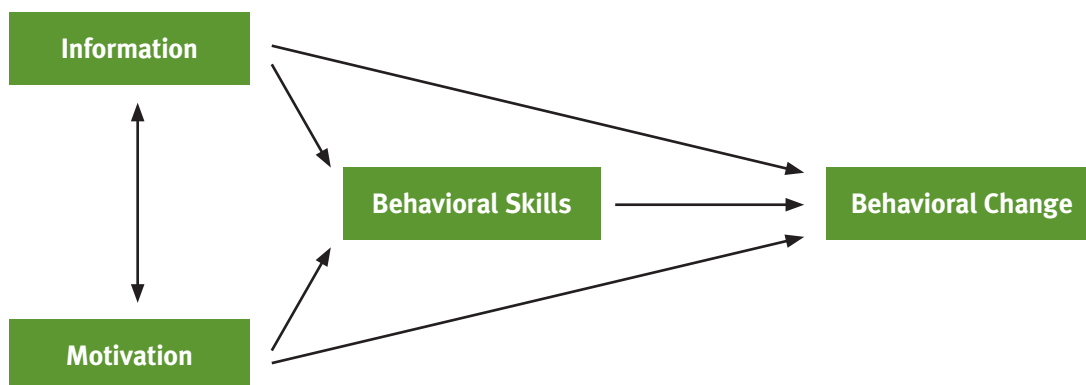 Information
Behavioral Skills
Behavioral Change
Motivation